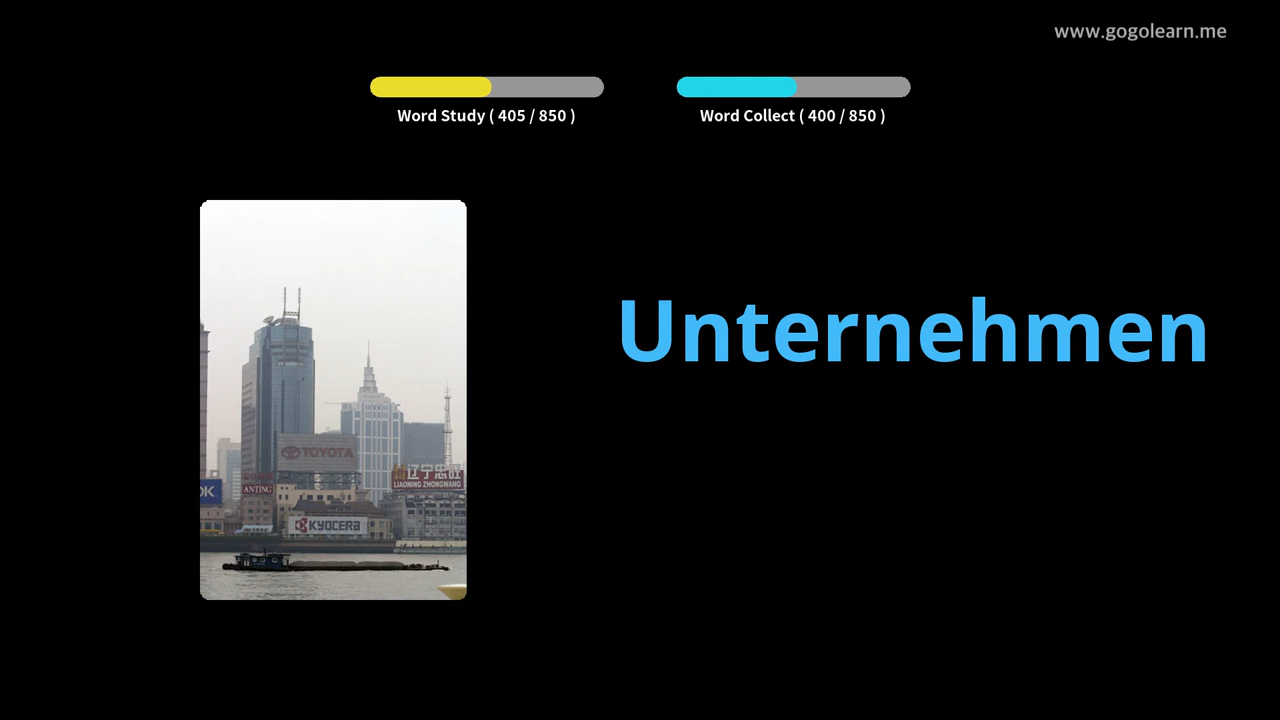 www.gogolearn.me
Word Study ( 405 / 850 )
Word Collect ( 400 / 850 )
Unternehmen
TOYOTA
辽宁忠旺
LIAONING ZHONGWANG
OK
ANTING
KYOCERA